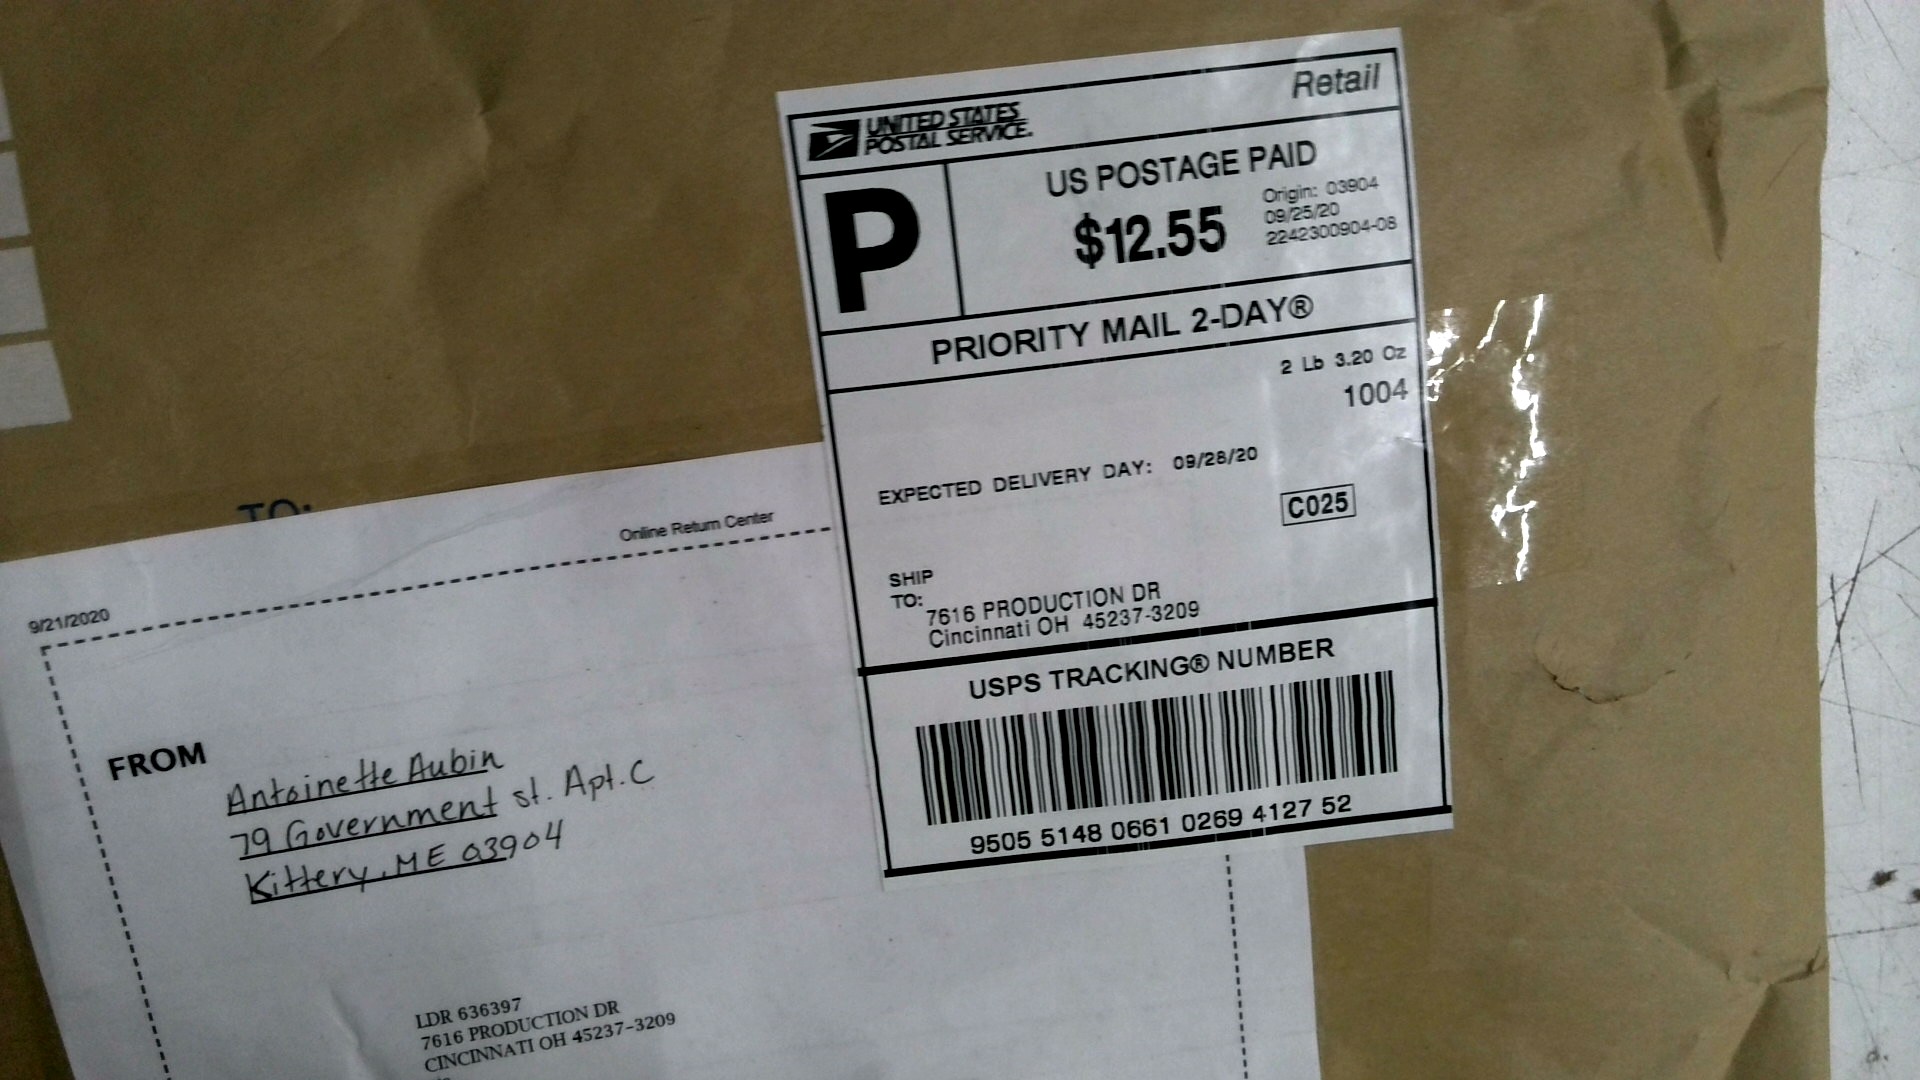 Retail
UNITED STATES
POSTAL SERVICE.
P
US POSTAGE PAID
$12.55
Origin: 03904
09/25/20
2242300904-08
PRIORITY MAIL 2-DAY®
2 Lb 3.20 Oz
1004
EXPECTED DELIVERY DAY: 09/28/20
C025
SHIP
TO:
7616 PRODUCTION DR
Cincinnati OH 45237-3209
USPS TRACKING® NUMBER
9505 5148 0661 0269 4127 52
TO:
Online Return Center
9/21/2020
FROM
Antoinette Aubin
79 Government st. Apt. C
Kittery, ME 03904
LDR 636397
7616 PRODUCTION DR
CINCINNATI OH 45237-3209